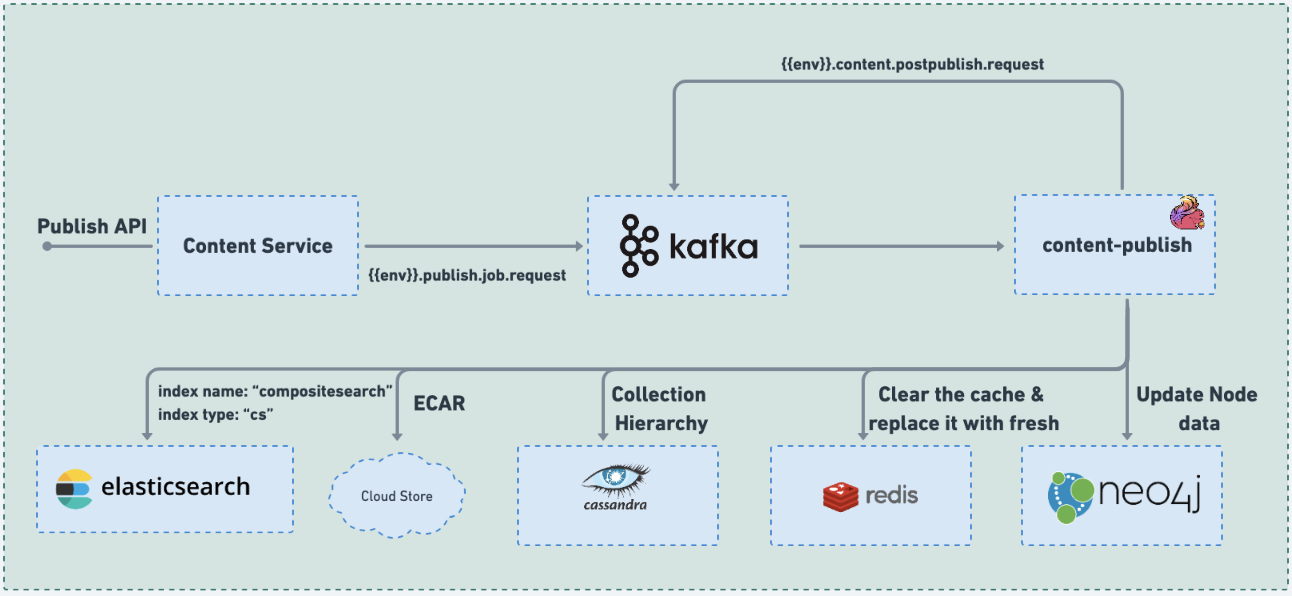 {{env}}.content.postpublish.request
Publish API
Content Service
{{env}}.publish.job.request
kafka
content-publish
index name: “compositesearch”
index type: “cs”
ECAR
Collection
Hierarchy
Clear the cache &
replace it with fresh
Update Node
data
elasticsearch
Cloud Store
cassandra
redis
neo4j